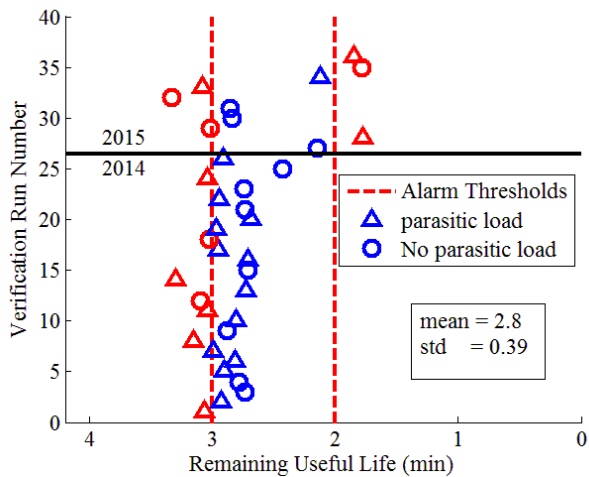 40
35
30
25
20
15
10
5
0
Verification Run Number
2015
2014
Alarm Thresholds
parasitic load
No parasitic load
mean = 2.8
std = 0.39
4 3 2 1 0
Remaining Useful Life (min)